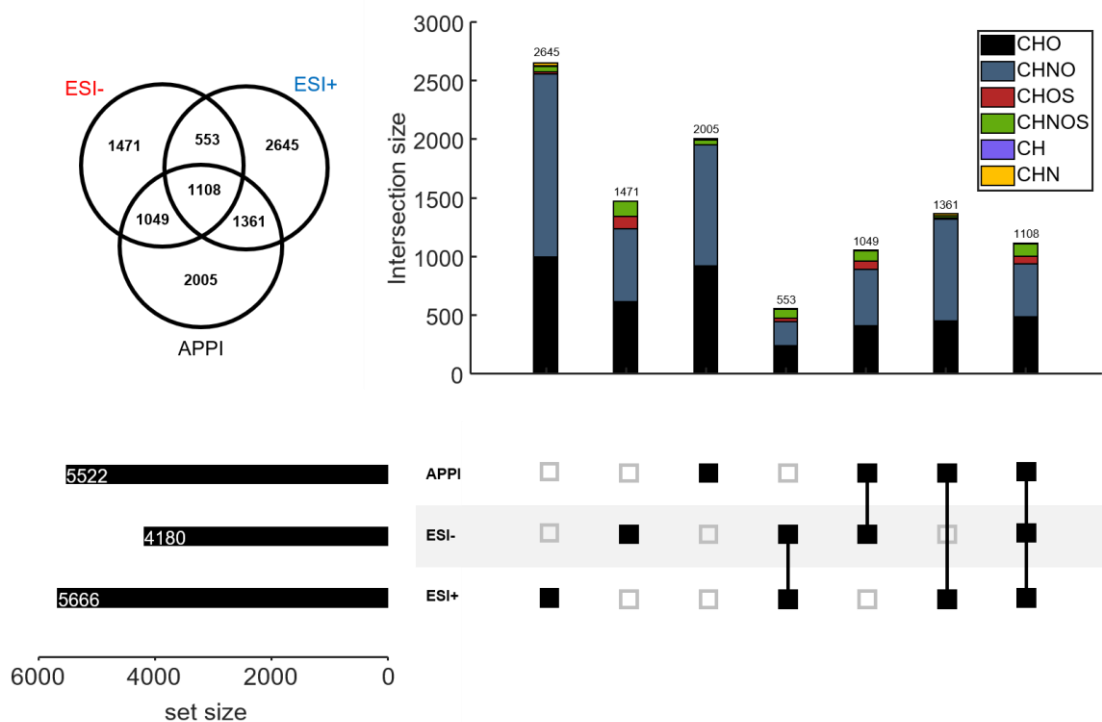 ESI-
ESI+
1471
553
2645
1108
1049
1361
2005
APPI
Intersection size
3000
2500
2000
1500
1000
500
0
2645
1471
2005
553
1049
1361
1108
CHO
CHNO
CHOS
CHNOS
CH
CHN
5522
4180
5666
APPI
ESI-
ESI+
6000 4000 2000 0
set size